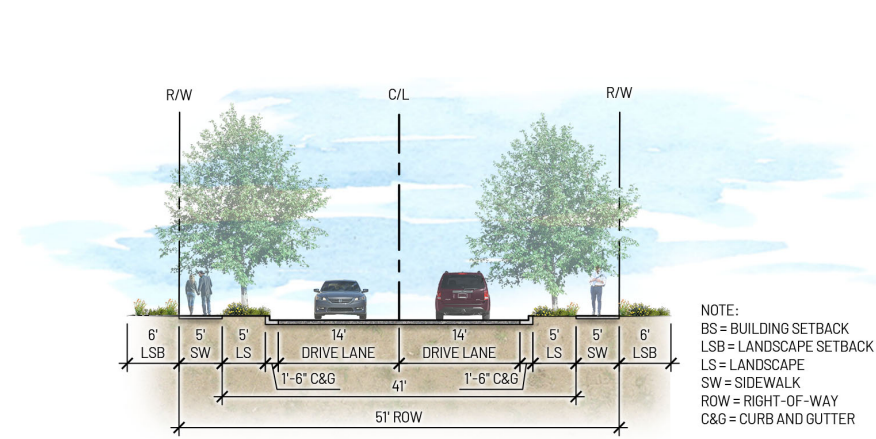 R/W
C/L
R/W
6'
LSB
5'
SW
5'
LS
14'
DRIVE LANE
14'
DRIVE LANE
5'
LS
5'
SW
6'
LSB
1'-6" C&G
1'-6" C&G
41'
51' ROW
NOTE:
BS = BUILDING SETBACK
LSB = LANDSCAPE SETBACK
LS = LANDSCAPE
SW = SIDEWALK
ROW = RIGHT-OF-WAY
C&G = CURB AND GUTTER